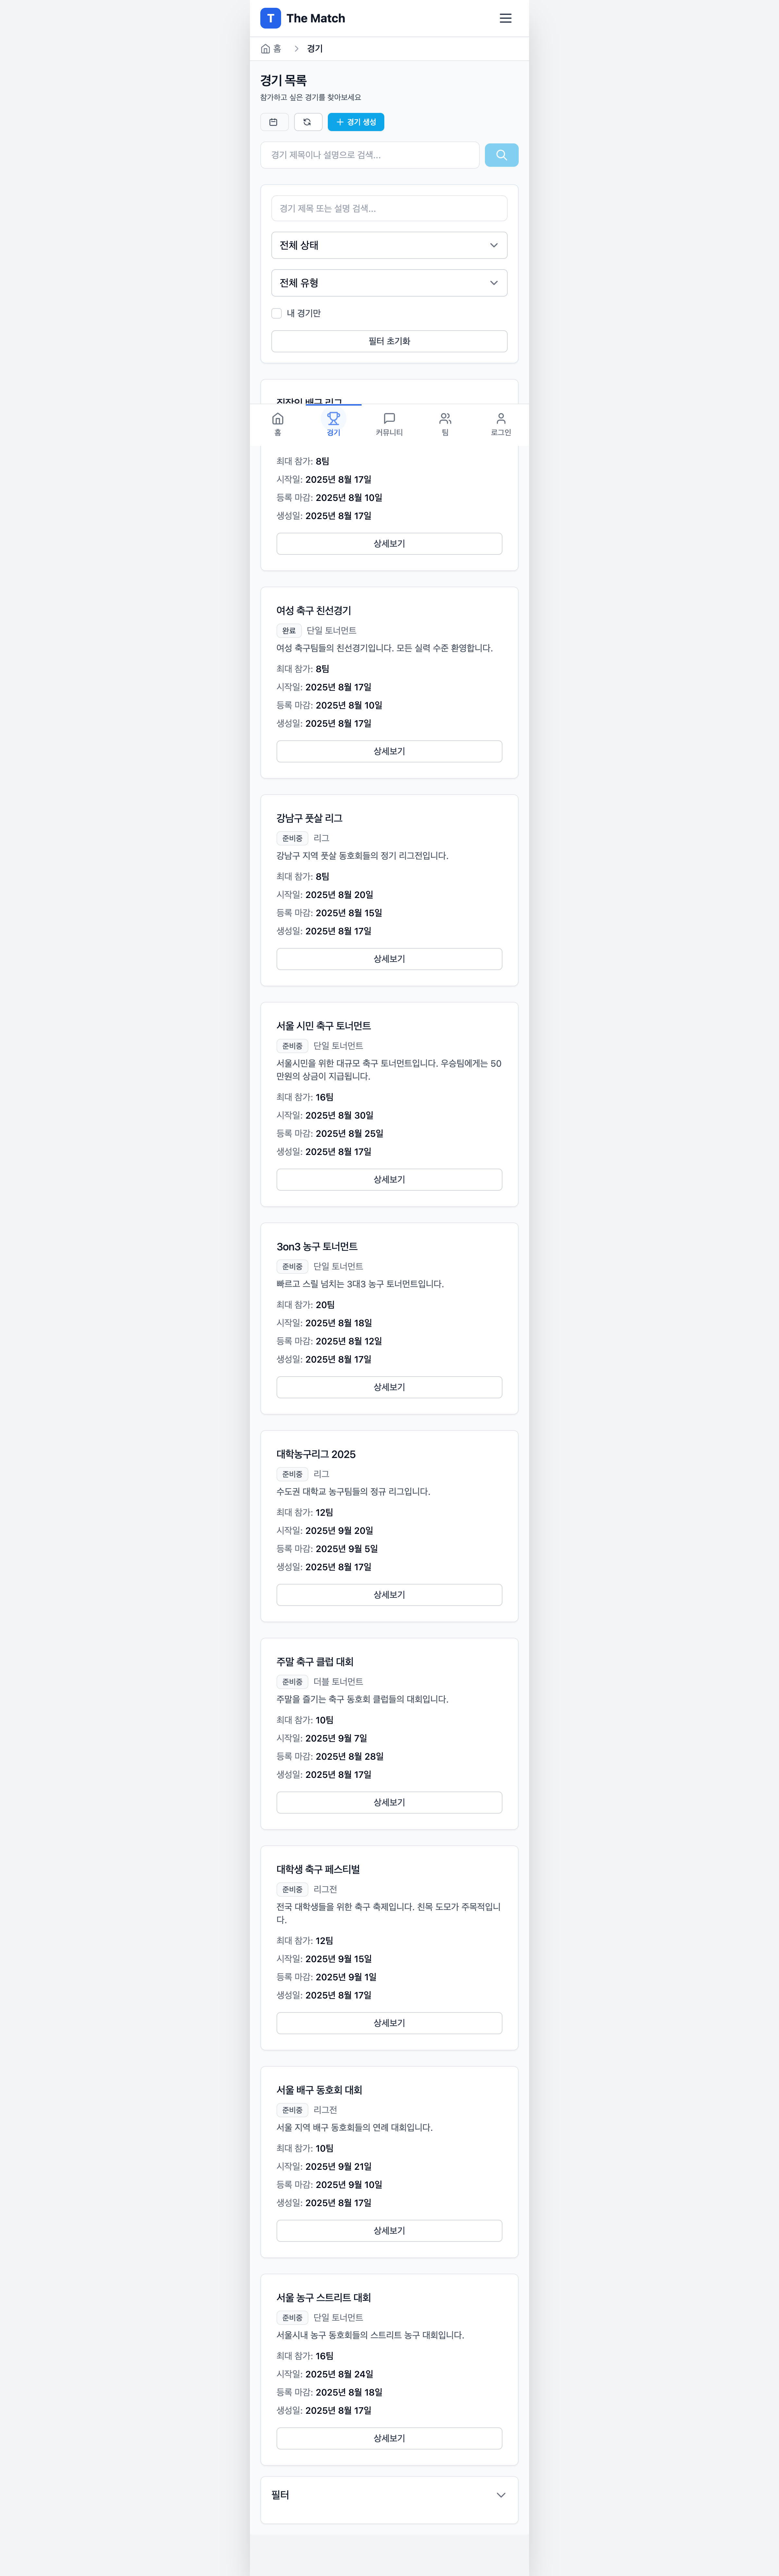 T The Match
홈 경기
경기 목록
참가하고 싶은 경기를 찾아보세요
+ 경기 생성
경기 제목이나 설명으로 검색...
경기 제목 또는 설명 검색...
전체 상태
전체 유형
내 경기만
필터 초기화
직장인 배구 리그
홈 경기 커뮤니티 팀 로그인
최대 참가: 8팀
시작일: 2025년 8월 17일
등록 마감: 2025년 8월 10일
생성일: 2025년 8월 17일
상세보기
여성 축구 친선경기
완료 단일 토너먼트
여성 축구팀들의 친선경기입니다. 모든 실력 수준 환영합니다.
최대 참가: 8팀
시작일: 2025년 8월 17일
등록 마감: 2025년 8월 10일
생성일: 2025년 8월 17일
상세보기
강남구 풋살 리그
준비중 리그
강남구 지역 풋살 동호회들의 정기 리그전입니다.
최대 참가: 8팀
시작일: 2025년 8월 20일
등록 마감: 2025년 8월 15일
생성일: 2025년 8월 17일
상세보기
서울 시민 축구 토너먼트
준비중 단일 토너먼트
서울시민을 위한 대규모 축구 토너먼트입니다. 우승팀에게는 50
만원의 상금이 지급됩니다.
최대 참가: 16팀
시작일: 2025년 8월 30일
등록 마감: 2025년 8월 25일
생성일: 2025년 8월 17일
상세보기
3on3 농구 토너먼트
준비중 단일 토너먼트
빠르고 스릴 넘치는 3대3 농구 토너먼트입니다.
최대 참가: 20팀
시작일: 2025년 8월 18일
등록 마감: 2025년 8월 12일
생성일: 2025년 8월 17일
상세보기
대학농구리그 2025
준비중 리그
수도권 대학교 농구팀들의 정규 리그입니다.
최대 참가: 12팀
시작일: 2025년 9월 20일
등록 마감: 2025년 9월 5일
생성일: 2025년 8월 17일
상세보기
주말 축구 클럽 대회
준비중 더블 토너먼트
주말을 즐기는 축구 동호회 클럽들의 대회입니다.
최대 참가: 10팀
시작일: 2025년 9월 7일
등록 마감: 2025년 8월 28일
생성일: 2025년 8월 17일
상세보기
대학생 축구 페스티벌
준비중 리그전
전국 대학생들을 위한 축구 축제입니다. 친목 도모가 주목적입니
다.
최대 참가: 12팀
시작일: 2025년 9월 15일
등록 마감: 2025년 9월 1일
생성일: 2025년 8월 17일
상세보기
서울 배구 동호회 대회
준비중 리그전
서울 지역 배구 동호회들의 연례 대회입니다.
최대 참가: 10팀
시작일: 2025년 9월 21일
등록 마감: 2025년 9월 10일
생성일: 2025년 8월 17일
상세보기
서울 농구 스트리트 대회
준비중 단일 토너먼트
서울시내 농구 동호회들의 스트리트 농구 대회입니다.
최대 참가: 16팀
시작일: 2025년 8월 24일
등록 마감: 2025년 8월 18일
생성일: 2025년 8월 17일
상세보기
필터